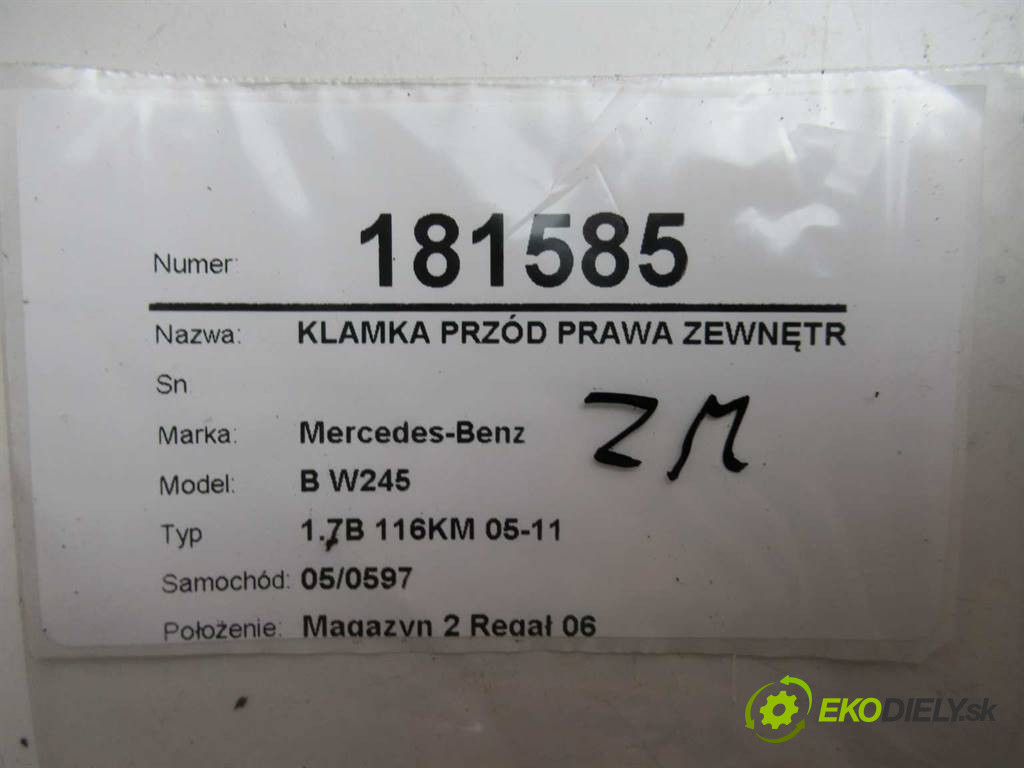 Numer: 181585
Nazwa: KLAMKA PRZÓD PRAWA ZEWNĘTR
Sn
Marka: Mercedes-Benz
ZM
Model: B W245
Typ 1.7B 116KM 05-11
Samochód: 05/0597
Położenie: Magazyn 2 Regał 06
EKODIELY.sk